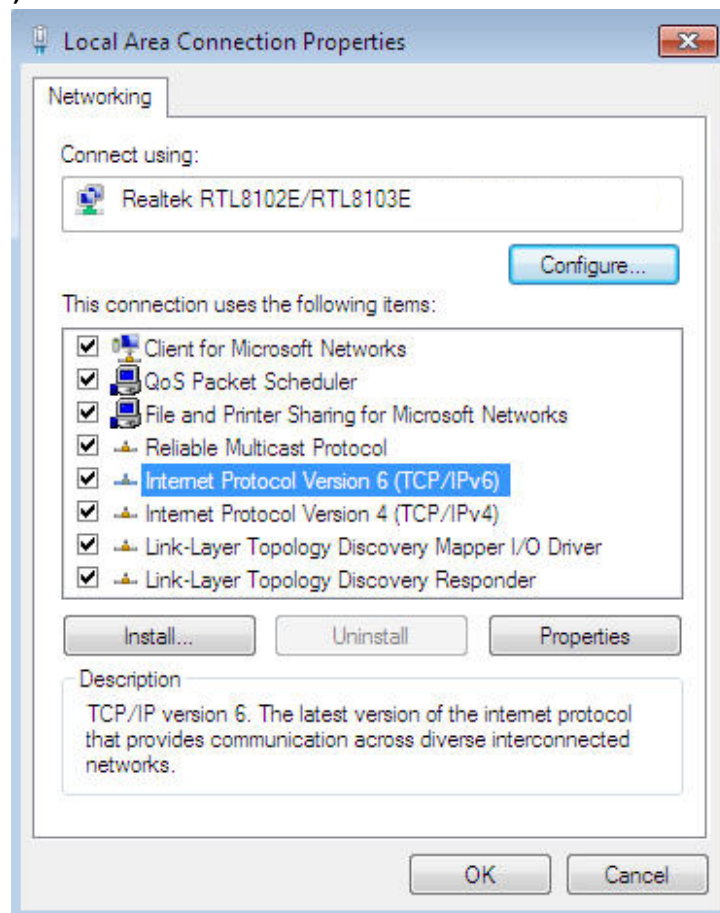 Local Area Connection Properties
Networking
Connect using:
Realtek RTL8102E/RTL8103E
Configure...
This connection uses the following items:
Client for Microsoft Networks
QoS Packet Scheduler
File and Printer Sharing for Microsoft Networks
Reliable Multicast Protocol
Internet Protocol Version 6 (TCP/IPv6)
Internet Protocol Version 4 (TCP/IPv4)
Link-Layer Topology Discovery Mapper I/O Driver
Link-Layer Topology Discovery Responder
Install... Uninstall Properties
Description
TCP/IP version 6. The latest version of the internet protocol
that provides communication across diverse interconnected
networks.
OK Cancel